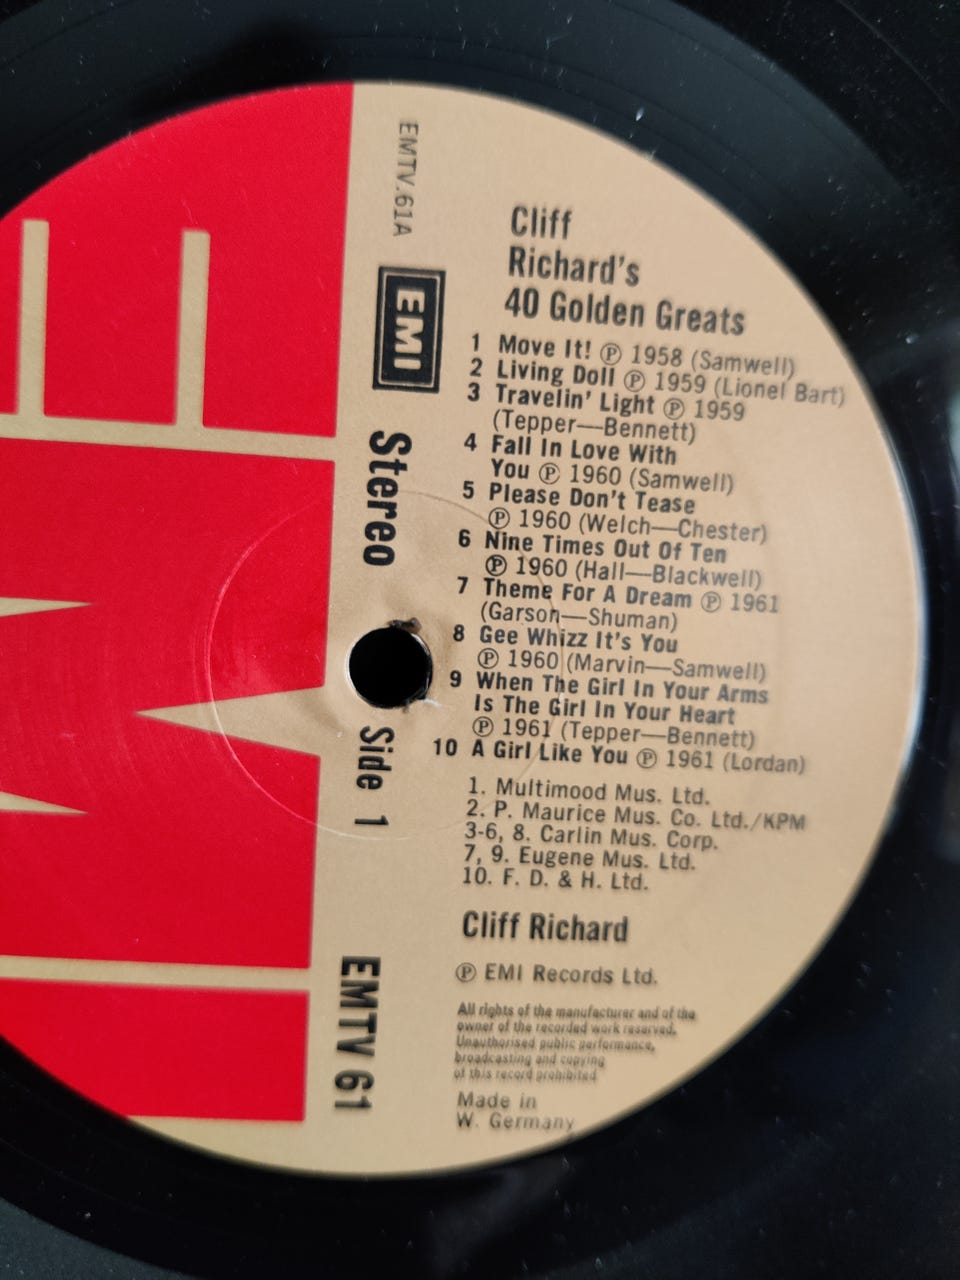 EMTV.61A
EMI
Stereo
Side 1
EMTV 61
Cliff
Richard's
40 Golden Greats
1 Move It! ℗ 1958 (Samwell)
2 Living Doll ℗ 1959 (Lionel Bart)
3 Travelin' Light ℗ 1959
(Tepper—Bennett)
4 Fall In Love With
You ℗ 1960 (Samwell)
5 Please Don't Tease
℗ 1960 (Welch—Chester)
6 Nine Times Out Of Ten
℗ 1960 (Hall—Blackwell)
7 Theme For A Dream ℗ 1961
(Garson—Shuman)
8 Gee Whizz It's You
℗ 1960 (Marvin—Samwell)
9 When The Girl In Your Arms
Is The Girl In Your Heart
℗ 1961 (Tepper—Bennett)
10 A Girl Like You ℗ 1961 (Lordan)
1. Multimood Mus. Ltd.
2. P. Maurice Mus. Co. Ltd./KPM
3-6, 8. Carlin Mus. Corp.
7, 9. Eugene Mus. Ltd.
10. F. D. & H. Ltd.
Cliff Richard
℗ EMI Records Ltd.
All rights of the manufacturer and of the
owner of the recorded work reserved.
Unauthorised public performance,
broadcasting and copying
of this record prohibited
Made in
W. Germany